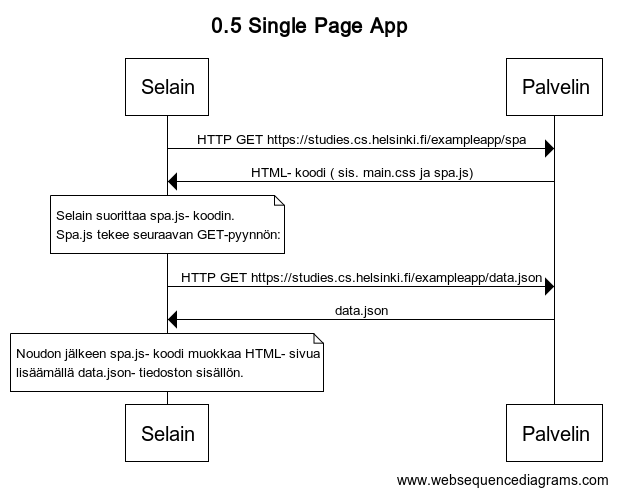 0.5 Single Page App
Selain
Palvelin
HTTP GET https://studies.cs.helsinki.fi/exampleapp/spa
HTML- koodi ( sis. main.css ja spa.js)
Selain suorittaa spa.js- koodin.
Spa.js tekee seuraavan GET-pyynnön:
HTTP GET https://studies.cs.helsinki.fi/exampleapp/data.json
data.json
Noudon jälkeen spa.js- koodi muokkaa HTML- sivua
lisäämällä data.json- tiedoston sisällön.
Selain
Palvelin
www.websequencediagrams.com